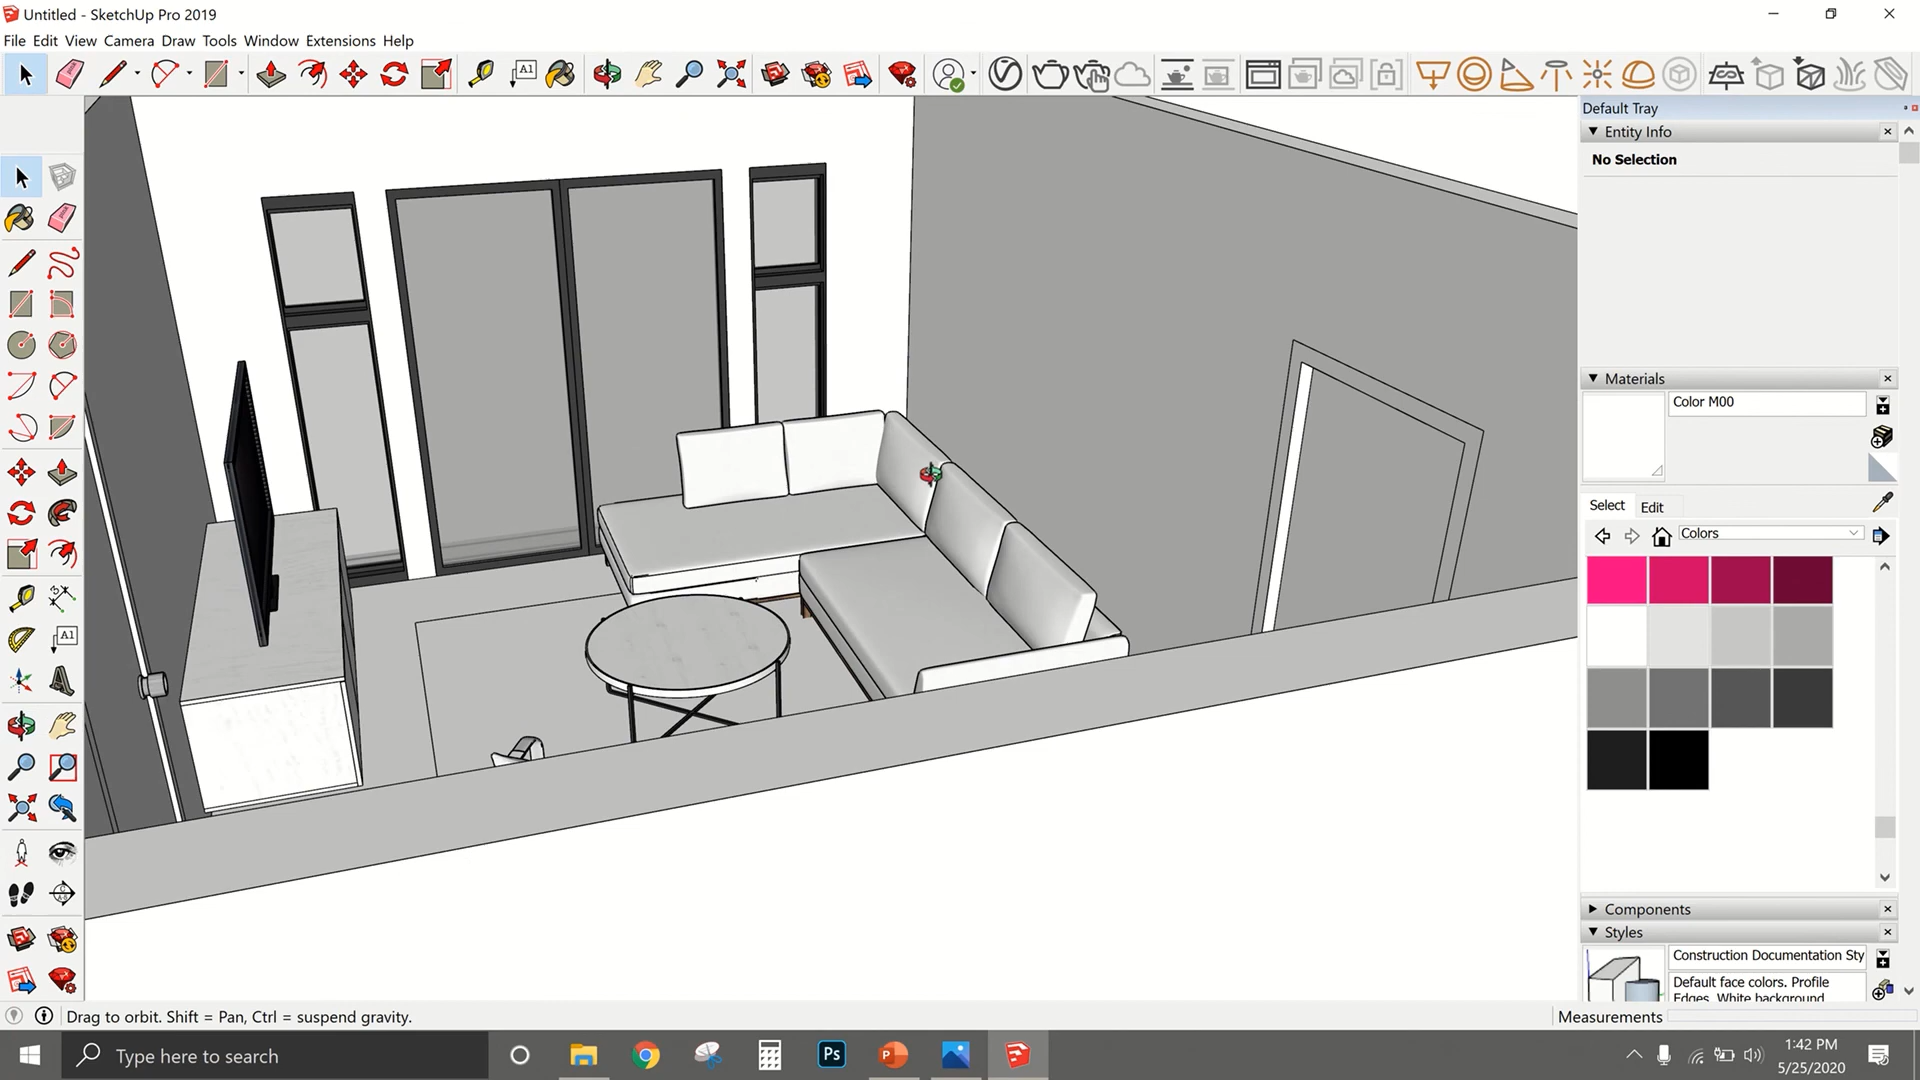 Untitled - SketchUp Pro 2019
File Edit View Camera Draw Tools Window Extensions Help
A1
Default Tray
Entity Info
No Selection
Materials
Color M00
Select Edit
Colors
A1
Components
Styles
Construction Documentation Sty
Default face colors. Profile
Edges. White background
Drag to orbit. Shift = Pan, Ctrl = suspend gravity.
Measurements
Type here to search
Ps
P
1:42 PM
5/25/2020